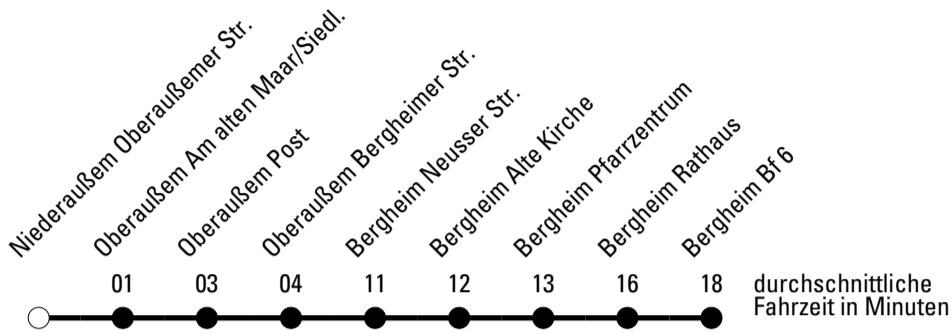 Niederaußem Oberaußemer Str.
Oberaußem Am alten Maar/Siedl.
Oberaußem Post
Oberaußem Bergheimer Str.
Bergheim Neusser Str.
Bergheim Alte Kirche
Bergheim Pfarrzentrum
Bergheim Rathaus
Bergheim Bf 6
01 03 04 11 12 13 16 18 durchschnittliche
Fahrzeit in Minuten